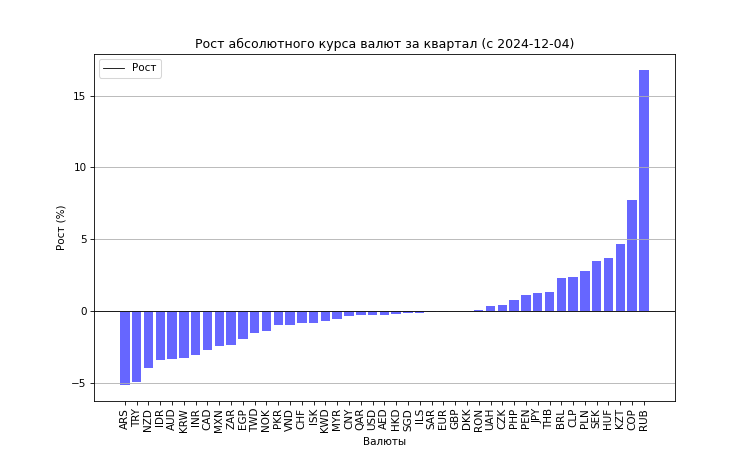 Рост абсолютного курса валют за квартал (с 2024-12-04)
Рост
15
10
5
0
−5
Рост (%)
ARS TRY NZD IDR AUD KRW INR CAD MXN ZAR EGP TWD NOK PKR VND CHF ISK KWD MYR CNY QAR USD AED HKD SGD ILS SAR EUR GBP DKK RON UAH CZK PHP PEN JPY THB BRL CLP PLN SEK HUF KZT COP RUB
Валюты